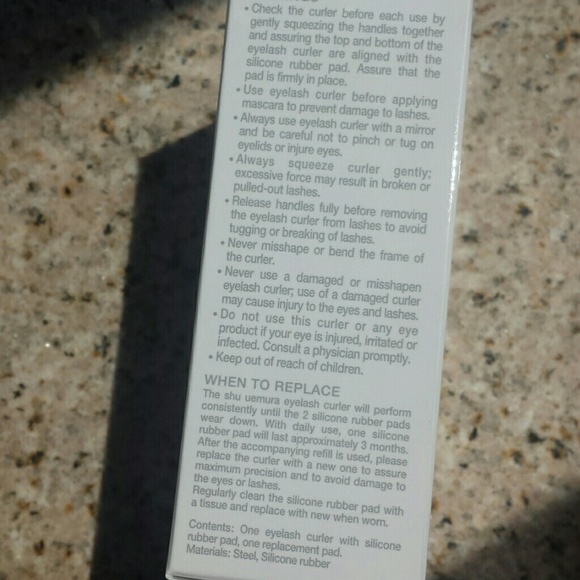 • Check the curler before each use by
gently squeezing the handles together
and assuring the top and bottom of the
eyelash curler are aligned with the
silicone rubber pad. Assure that the
pad is firmly in place.
• Use eyelash curler before applying
mascara to prevent damage to lashes.
• Always use eyelash curler with a mirror
and be careful not to pinch or tug on
eyelids or injure eyes.
• Always squeeze curler gently;
excessive force may result in broken or
pulled-out lashes.
• Release handles fully before removing
the eyelash curler from lashes to avoid
tugging or breaking of lashes.
• Never misshape or bend the frame of
the curler.
• Never use a damaged or misshapen
eyelash curler; use of a damaged curler
may cause injury to the eyes and lashes.
• Do not use this curler or any eye
product if your eye is injured, irritated or
infected. Consult a physician promptly.
• Keep out of reach of children.
WHEN TO REPLACE
The shu uemura eyelash curler will perform
consistently until the 2 silicone rubber pads
wear down. With daily use, one silicone
rubber pad will last approximately 3 months.
After the accompanying refill is used, please
replace the curler with a new one to assure
maximum precision and to avoid damage to
the eyes or lashes.
Regularly clean the silicone rubber pad with
a tissue and replace with new when worn.
Contents: One eyelash curler with silicone
rubber pad, one replacement pad.
Materials: Steel, Silicone rubber